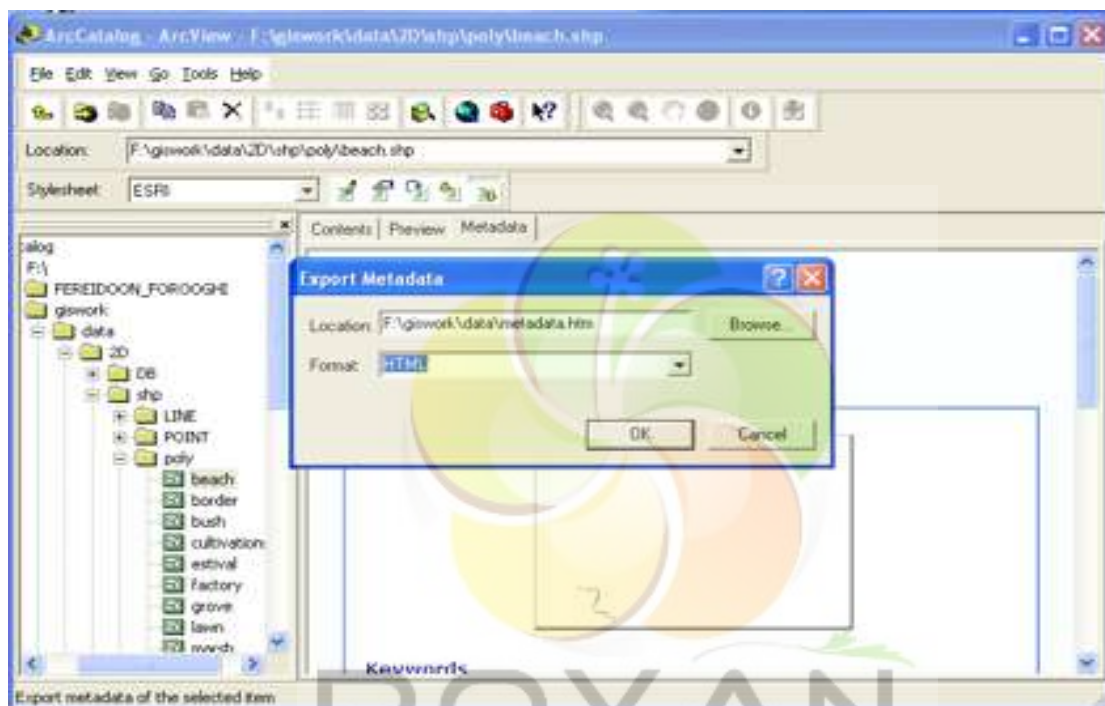 ArcCatalog - ArcView - F:\giswork\data\2D\shp\poly\beach.shp
File Edit View Go Tools Help
Location: F:\giswork\data\2D\shp\poly\beach.shp
Stylesheet: ESRI
Contents Preview Metadata
catalog
F:\
FEREIDOON_FOROOGHI
giswork
data
2D
DB
shp
LINE
POINT
poly
beach
border
bush
cultivation
estival
factory
grove
lawn
marsh
Export Metadata
Location: F:\giswork\data\metadata.htm Browse...
Format: HTML
OK Cancel
Keywords
Export metadata of the selected item